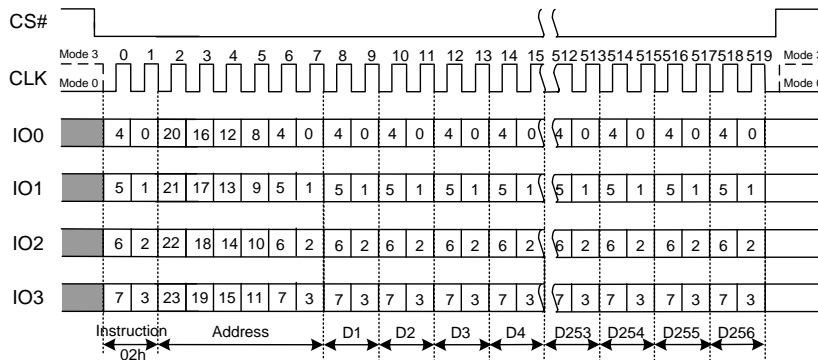 CS#
Mode 3 0 1 2 3 4 5 6 7 8 9 10 11 12 13 14 15 512 513 514 515 516 517 518 519 Mode 3
CLK
Mode 0 Mode 0
IO0 4 0 20 16 12 8 4 0 4 0 4 0 4 0 4 0 4 0 4 0 4 0 4 0
IO1 5 1 21 17 13 9 5 1 5 1 5 1 5 1 5 1 5 1 5 1 5 1 5 1
IO2 6 2 22 18 14 10 6 2 6 2 6 2 6 2 6 2 6 2 6 2 6 2 6 2
IO3 7 3 23 19 15 11 7 3 7 3 7 3 7 3 7 3 7 3 7 3 7 3 7 3
Instruction Address D1 D2 D3 D4 D253 D254 D255 D256
02h